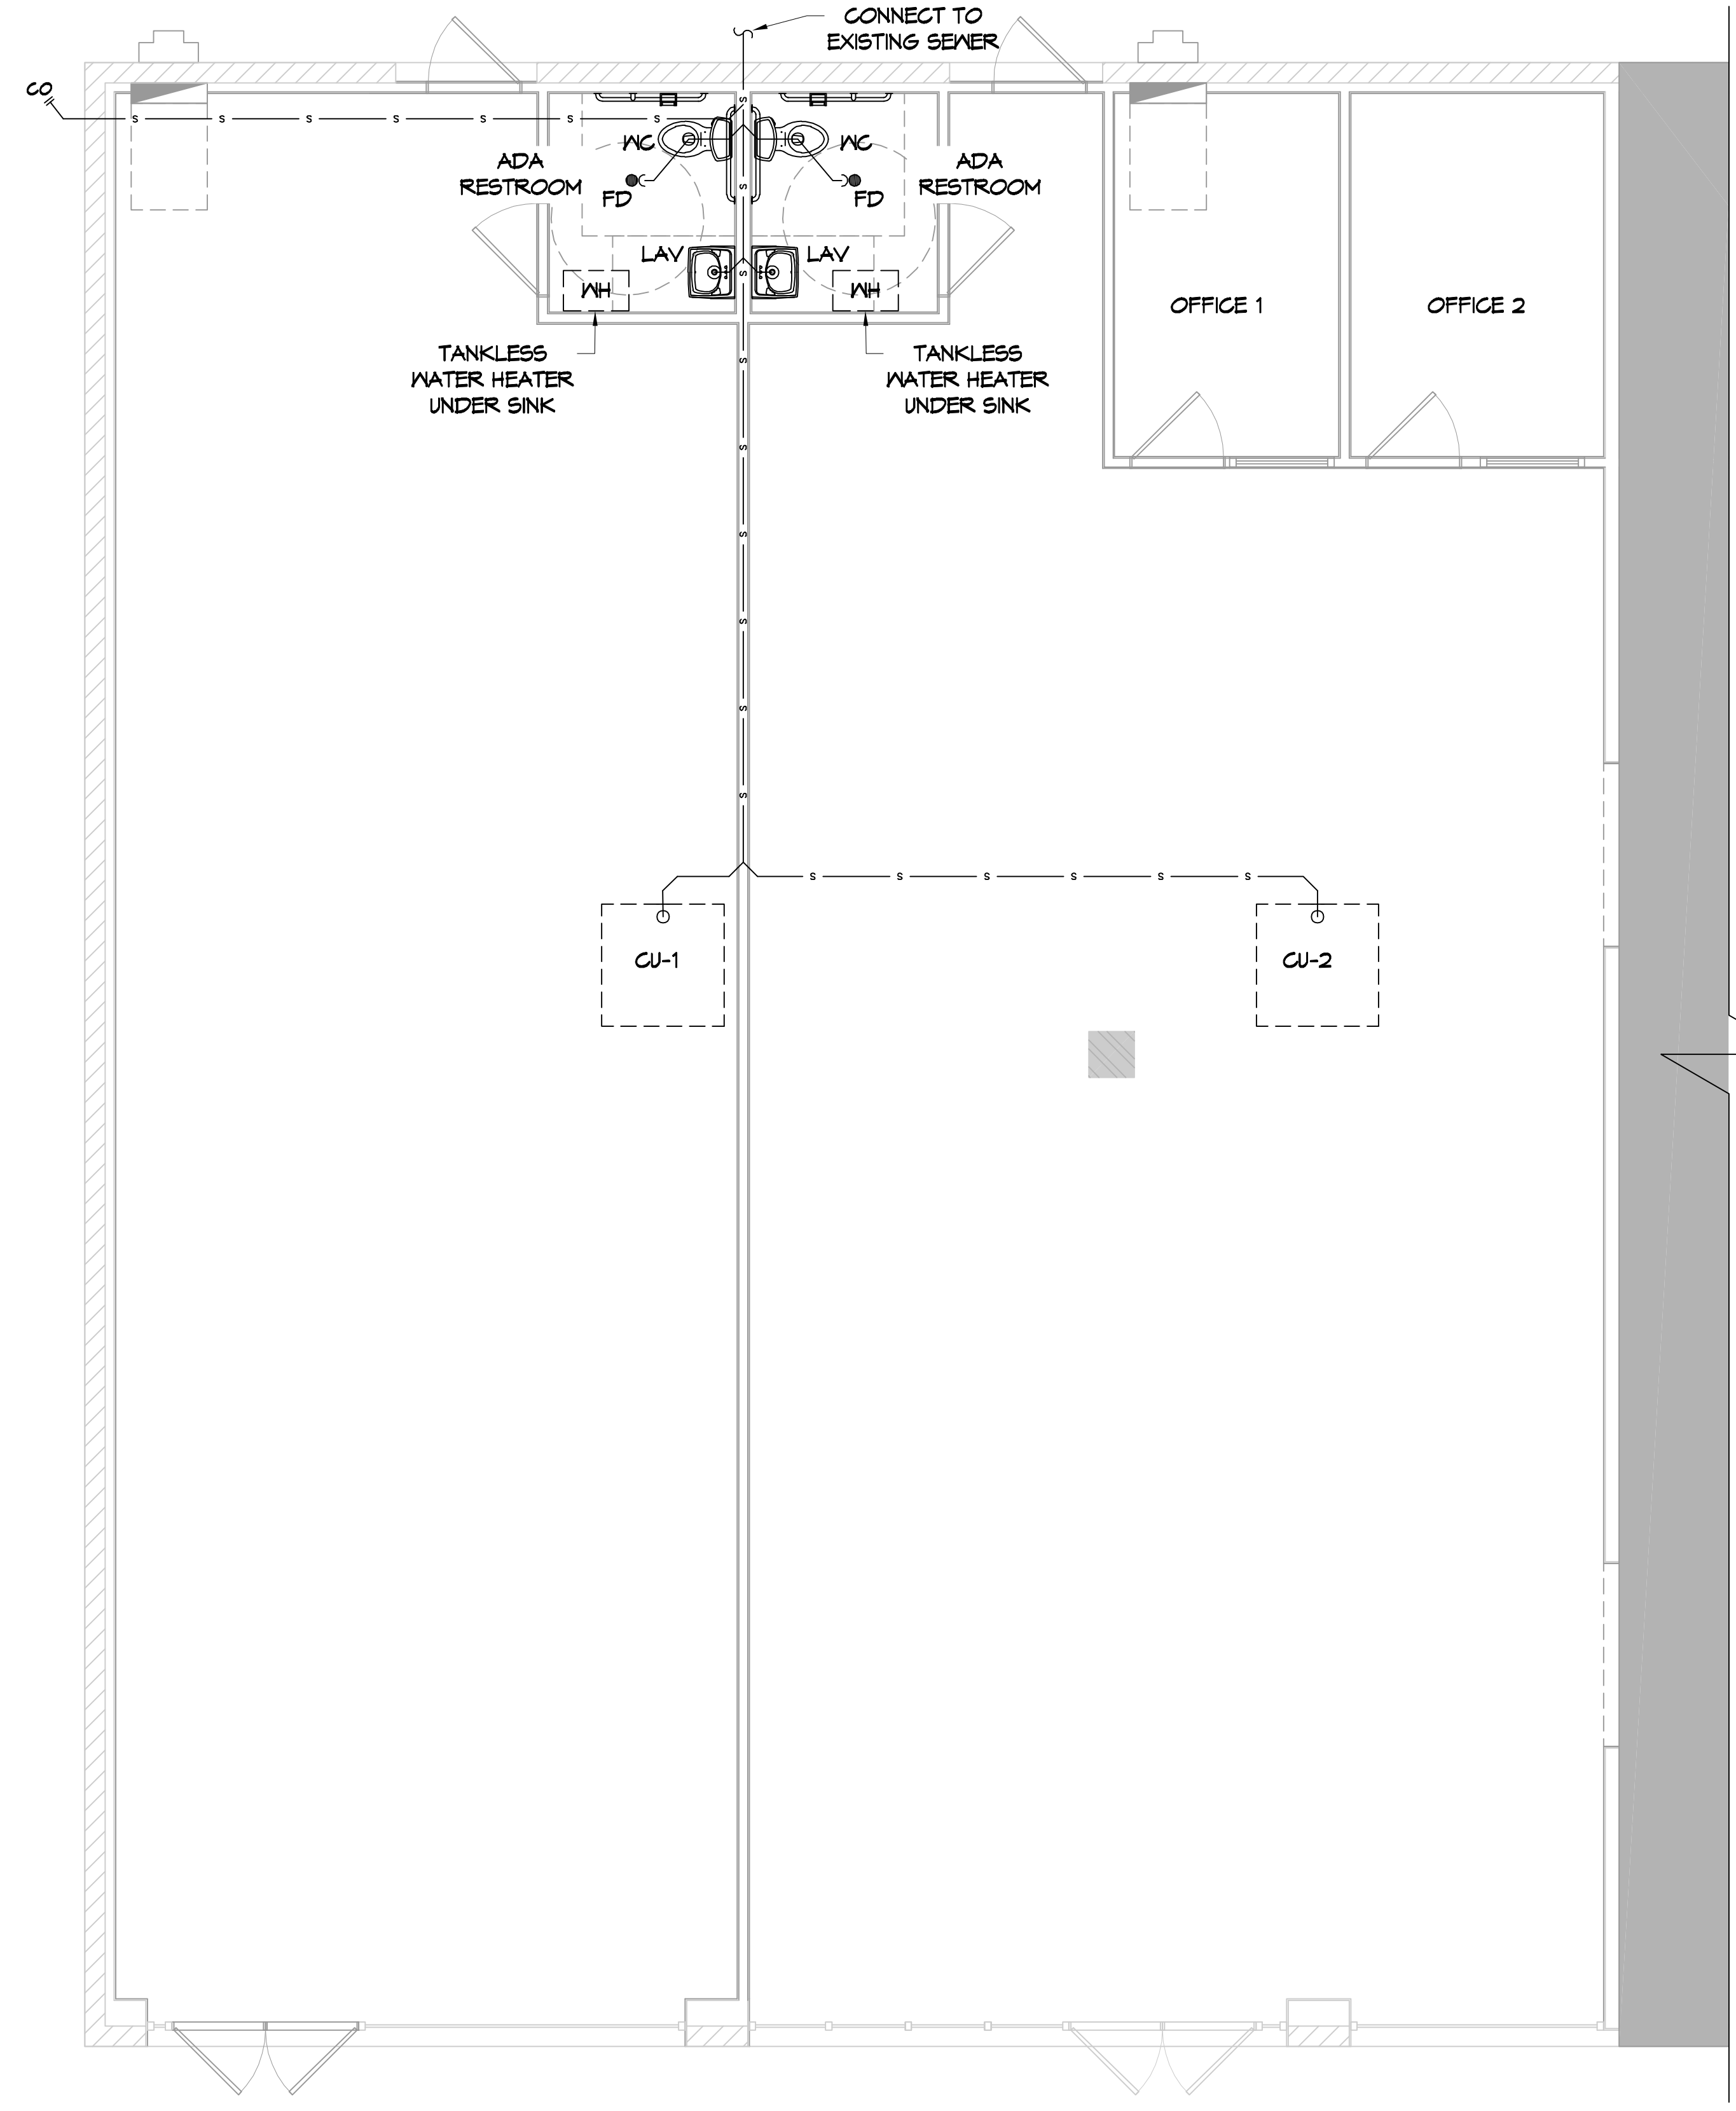 CONNECT TO
EXISTING SEWER
CO
S S S S S S S
S
S
S
S
S
S
S
S
S
WC
WC
ADA
RESTROOM
ADA
RESTROOM
FD
FD
LAV
LAV
WH
WH
OFFICE 1
OFFICE 2
TANKLESS
WATER HEATER
UNDER SINK
TANKLESS
WATER HEATER
UNDER SINK
S S S S S S
CU-1
CU-2